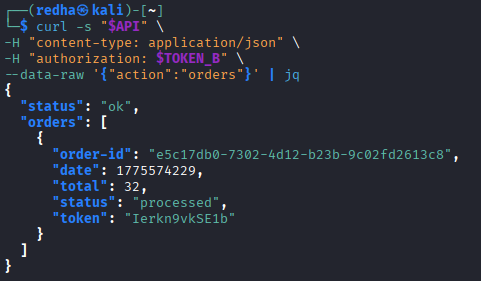 ┌──(redha㉿kali)-[~]
└─$ curl -s "$API" \
-H "content-type: application/json" \
-H "authorization: $TOKEN_B" \
--data-raw '{"action":"orders"}' | jq
{
  "status": "ok",
  "orders": [
    {
      "order-id": "e5c17db0-7302-4d12-b23b-9c02fd2613c8",
      "date": 1775574229,
      "total": 32,
      "status": "processed",
      "token": "Ierkn9vkSE1b"
    }
  ]
}